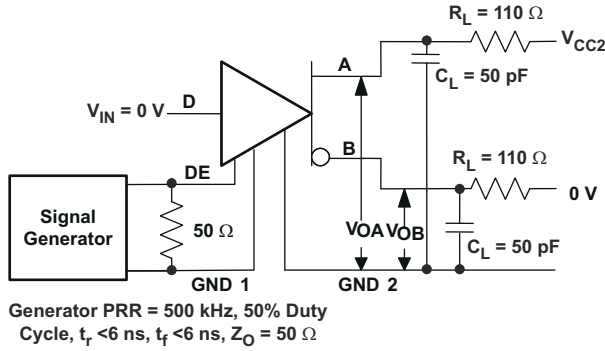 R_L = 110 Ω
V_CC2
A
C_L = 50 pF
D
V_IN = 0 V
B
R_L = 110 Ω
DE
0 V
Signal
Generator
50 Ω
VOA
VOB
C_L = 50 pF
GND 1
GND 2
Generator PRR = 500 kHz, 50% Duty
Cycle, t_r <6 ns, t_f <6 ns, Z_O = 50 Ω